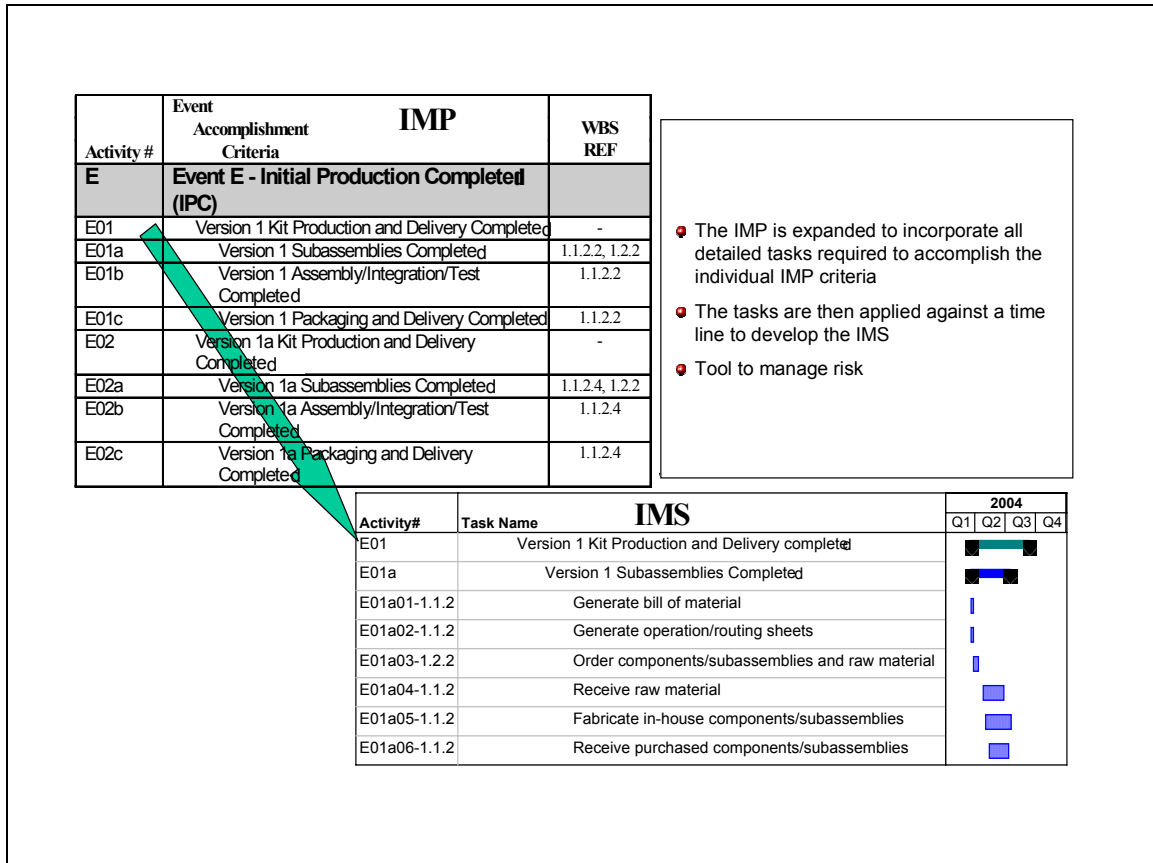 Event
Accomplishment
IMP
WBS
Activity #
Criteria
REF
E
Event E - Initial Production Completed
(IPC)
E01
Version 1 Kit Production and Delivery Completed
-
E01a
Version 1 Subassemblies Completed
1.1.2.2, 1.2.2
E01b
Version 1 Assembly/Integration/Test
Completed
1.1.2.2
E01c
Version 1 Packaging and Delivery Completed
1.1.2.2
E02
Version 1a Kit Production and Delivery
Completed
-
E02a
Version 1a Subassemblies Completed
1.1.2.4, 1.2.2
E02b
Version 1a Assembly/Integration/Test
Completed
1.1.2.4
E02c
Version 1a Packaging and Delivery
Completed
1.1.2.4
The IMP is expanded to incorporate all
detailed tasks required to accomplish the
individual IMP criteria
The tasks are then applied against a time
line to develop the IMS
Tool to manage risk
Activity#
Task Name
IMS
2004
Q1 Q2 Q3 Q4
E01
Version 1 Kit Production and Delivery completed
E01a
Version 1 Subassemblies Completed
E01a01-1.1.2
Generate bill of material
E01a02-1.1.2
Generate operation/routing sheets
E01a03-1.2.2
Order components/subassemblies and raw material
E01a04-1.1.2
Receive raw material
E01a05-1.1.2
Fabricate in-house components/subassemblies
E01a06-1.1.2
Receive purchased components/subassemblies